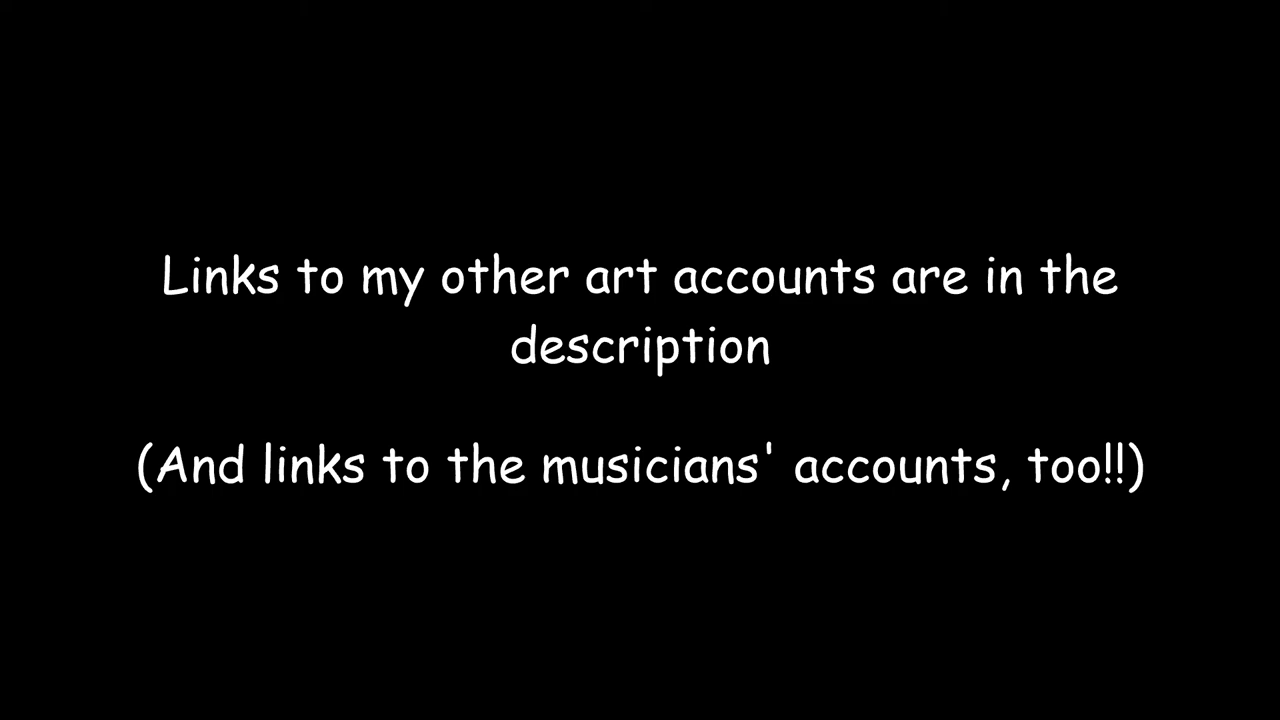 Links to my other art accounts are in the
description
(And links to the musicians' accounts, too!!)